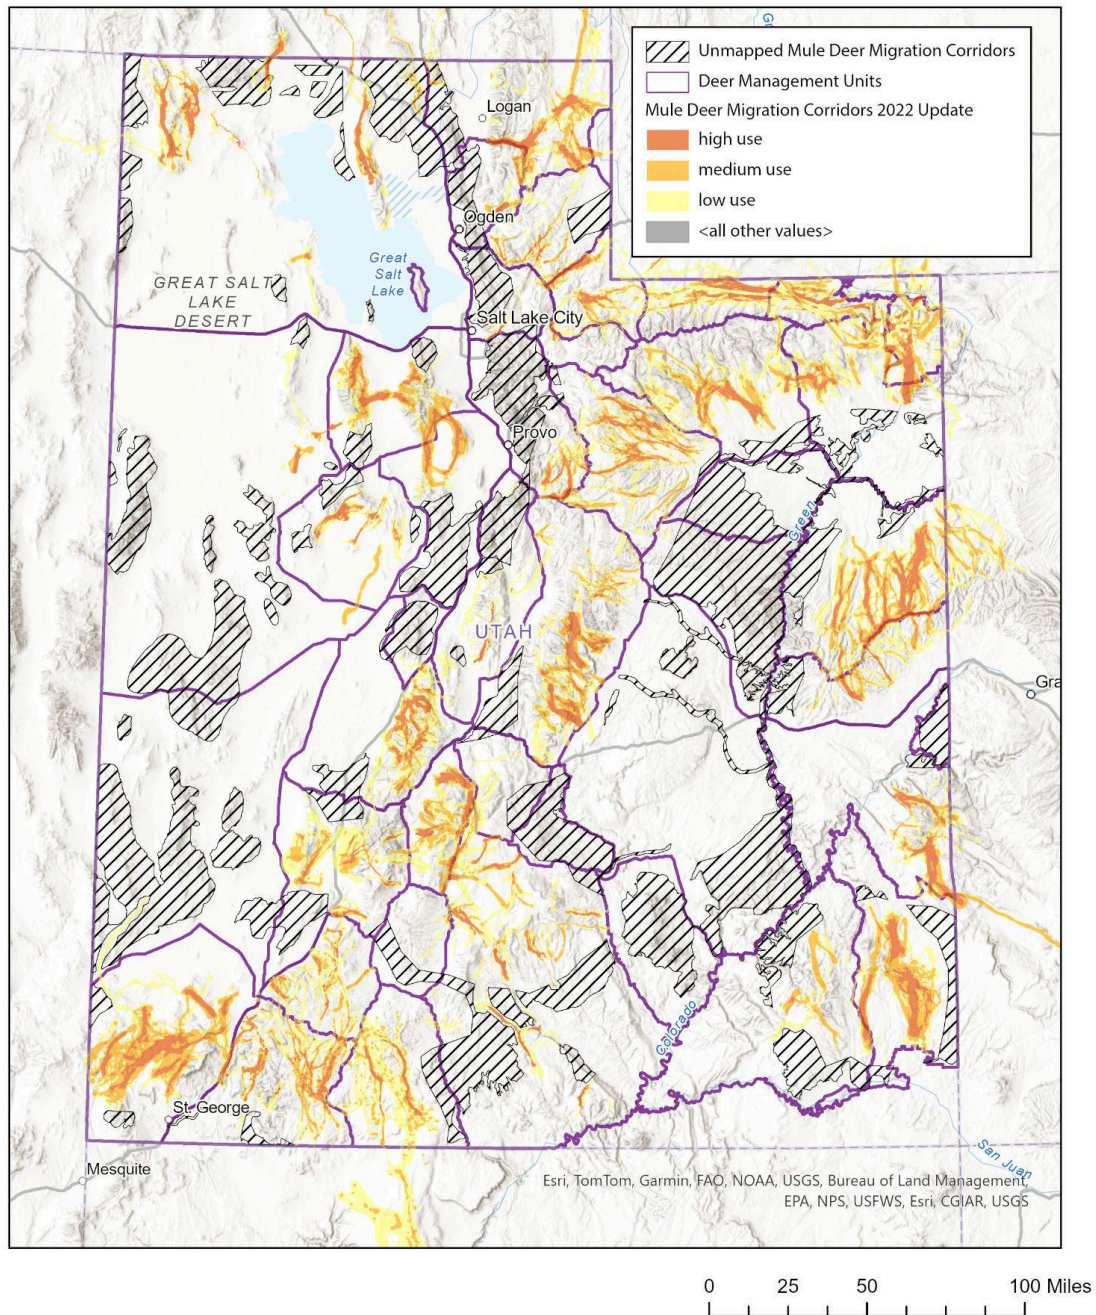 G
Unmapped Mule Deer Migration Corridors
Deer Management Units
Mule Deer Migration Corridors 2022 Update
high use
medium use
low use
<all other values>
Logan
Ogden
Great
Salt
Lake
GREAT SALT
LAKE
DESERT
Salt Lake City
Provo
Green
UTAH
Gra
Colorado
St. George
Mesquite
San Juan
Esri, TomTom, Garmin, FAO, NOAA, USGS, Bureau of Land Management,
EPA, NPS, USFWS, Esri, CGIAR, USGS
0 25 50 100 Miles